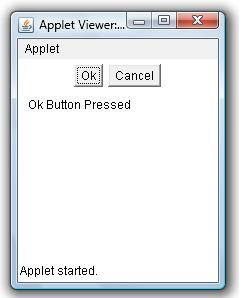 Applet Viewer:...
Applet
Ok Cancel
Ok Button Pressed
Applet started.